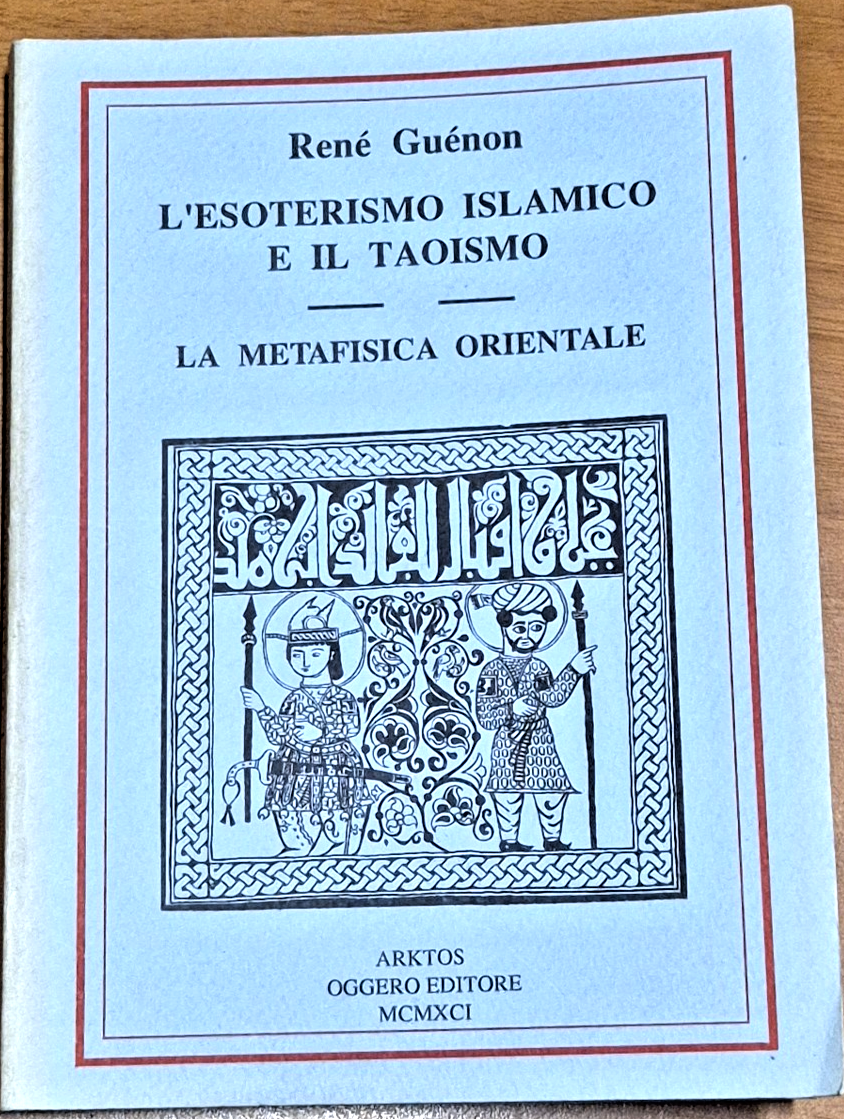 René Guénon
L'ESOTERISMO ISLAMICO
E IL TAOISMO
LA METAFISICA ORIENTALE
ARKTOS
OGGERO EDITORE
MCMXCI